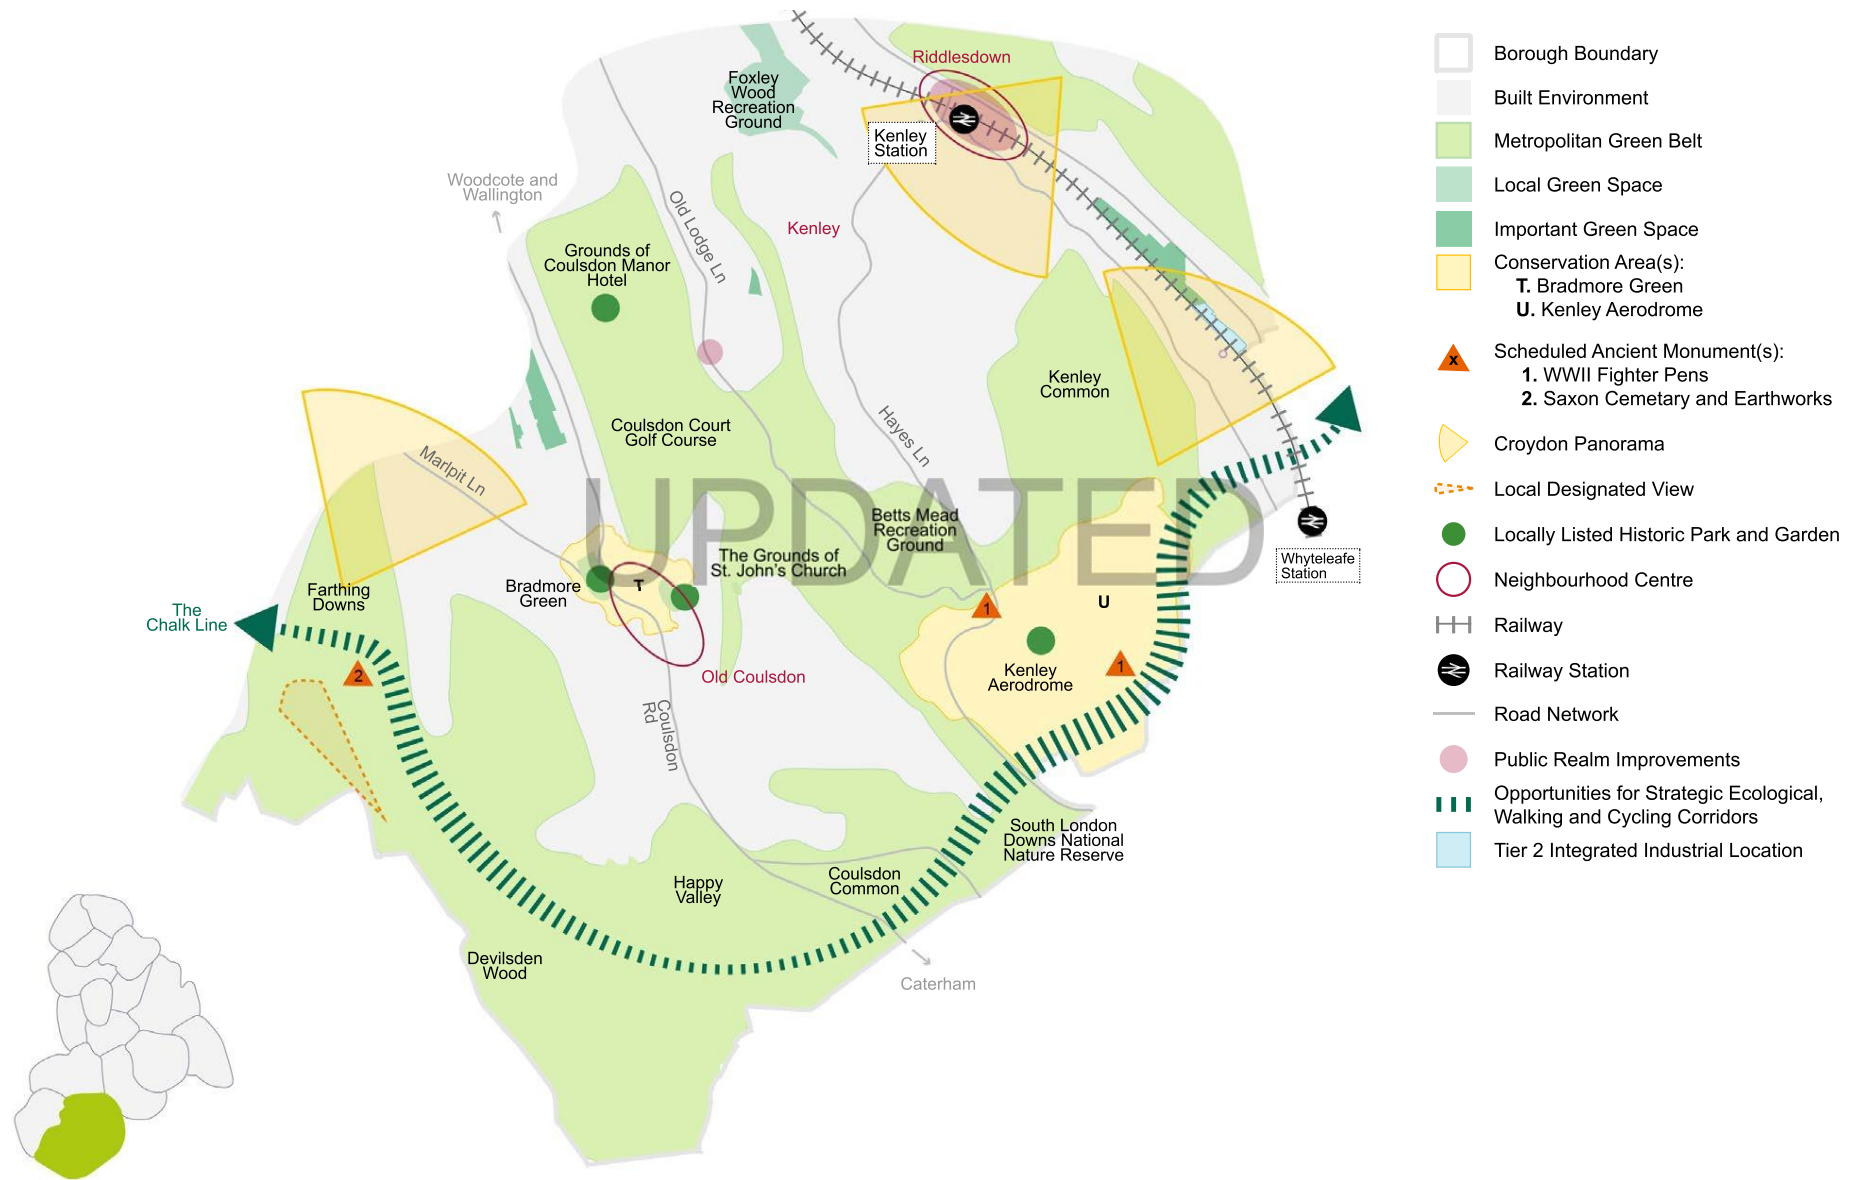 Riddlesdown
Foxley
Wood
Recreation
Ground
Kenley
Station
Woodcote and
Wallington
Old Lodge Ln
Kenley
Grounds of
Coulsdon Manor
Hotel
Kenley
Common
Coulsdon Court
Golf Course
Hayes Ln
Marlpit Ln
UPDATED
Betts Mead
Recreation
Ground
The Grounds of
St. John's Church
Whyteleafe
Station
Bradmore
Green
T
Farthing
Downs
The
Chalk Line
U
1
1
2
Kenley
Aerodrome
Old Coulsdon
Coulsdon
Rd
South London
Downs National
Nature Reserve
Happy
Valley
Coulsdon
Common
Devilsden
Wood
Caterham
Borough Boundary
Built Environment
Metropolitan Green Belt
Local Green Space
Important Green Space
Conservation Area(s):
T. Bradmore Green
U. Kenley Aerodrome
x
Scheduled Ancient Monument(s):
1. WWII Fighter Pens
2. Saxon Cemetary and Earthworks
Croydon Panorama
Local Designated View
Locally Listed Historic Park and Garden
Neighbourhood Centre
Railway
Railway Station
Road Network
Public Realm Improvements
Opportunities for Strategic Ecological,
Walking and Cycling Corridors
Tier 2 Integrated Industrial Location